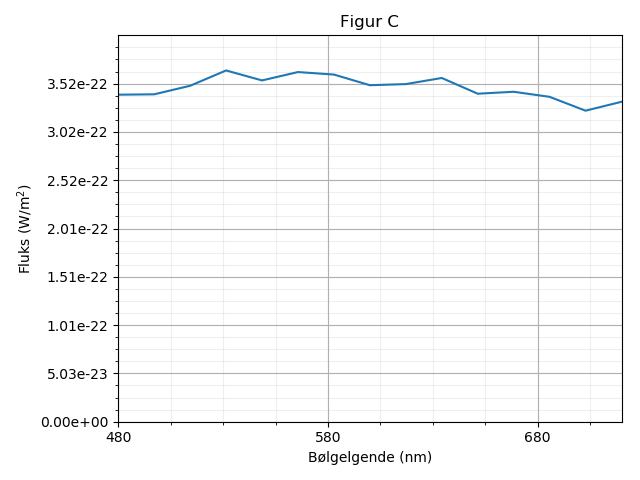 Figur C
3.52e-22
3.02e-22
2.52e-22
2.01e-22
1.51e-22
1.01e-22
5.03e-23
0.00e+00
Fluks (W/m²)
480
580
680
Bølgelgende (nm)